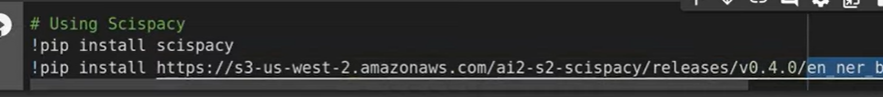 # Using Scispacy
!pip install scispacy
!pip install https://s3-us-west-2.amazonaws.com/ai2-s2-scispacy/releases/v0.4.0/en_ner_b